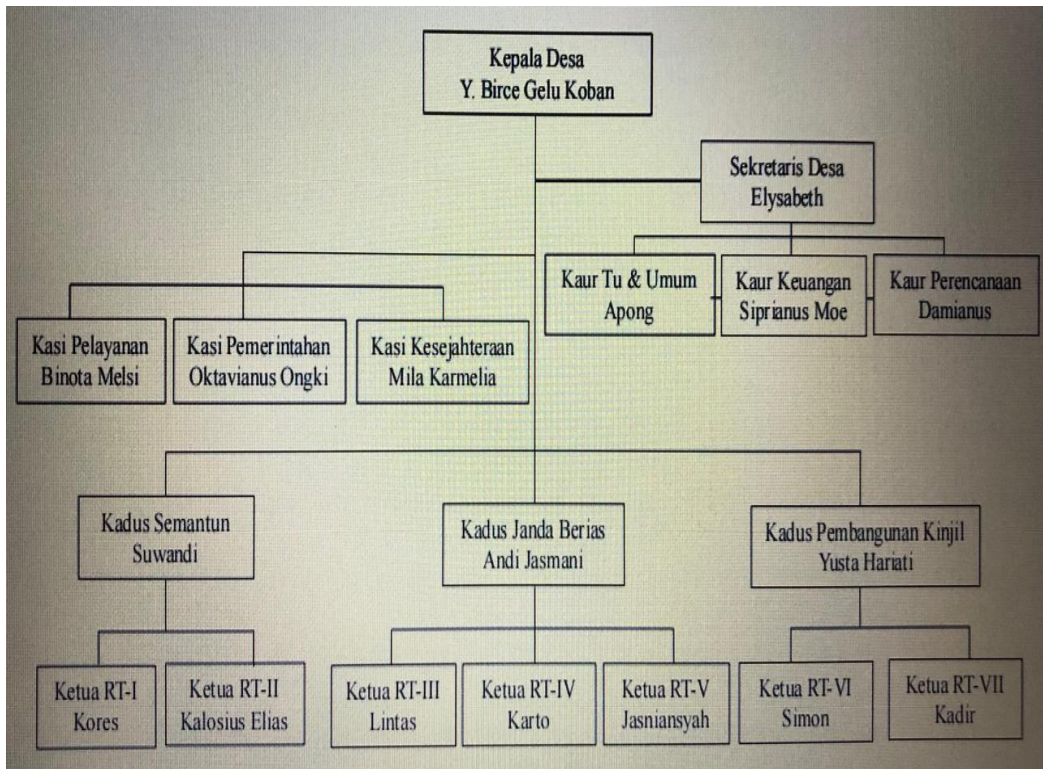 Kepala Desa
Y. Birce Gelu Koban
Sekretaris Desa
Elysabeth
Kaur Tu & Umum
Apong
Kaur Keuangan
Siprianus Moe
Kaur Perencanaan
Damianus
Kasi Pelayanan
Binota Melsi
Kasi Pemerintahan
Oktavianus Ongki
Kasi Kesejahteraan
Mila Karmelia
Kadus Semantun
Suwandi
Kadus Janda Berias
Andi Jasmani
Kadus Pembangunan Kinjil
Yusta Hariati
Ketua RT-I
Kores
Ketua RT-II
Kalosius Elias
Ketua RT-III
Lintas
Ketua RT-IV
Karto
Ketua RT-V
Jasniansyah
Ketua RT-VI
Simon
Ketua RT-VII
Kadir